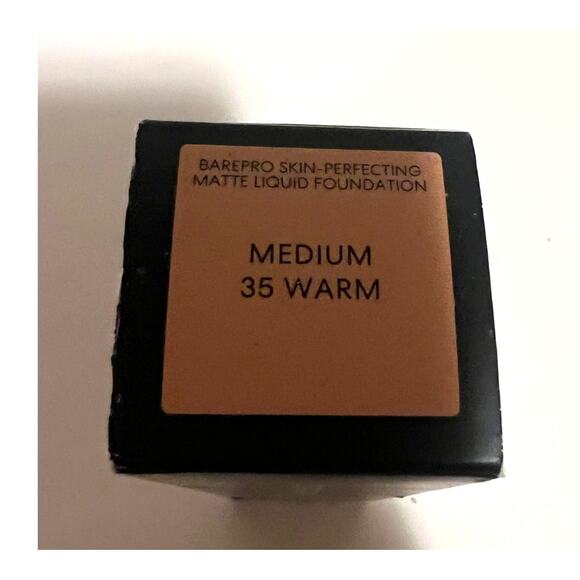 BAREPRO SKIN-PERFECTING
MATTE LIQUID FOUNDATION
MEDIUM
35 WARM